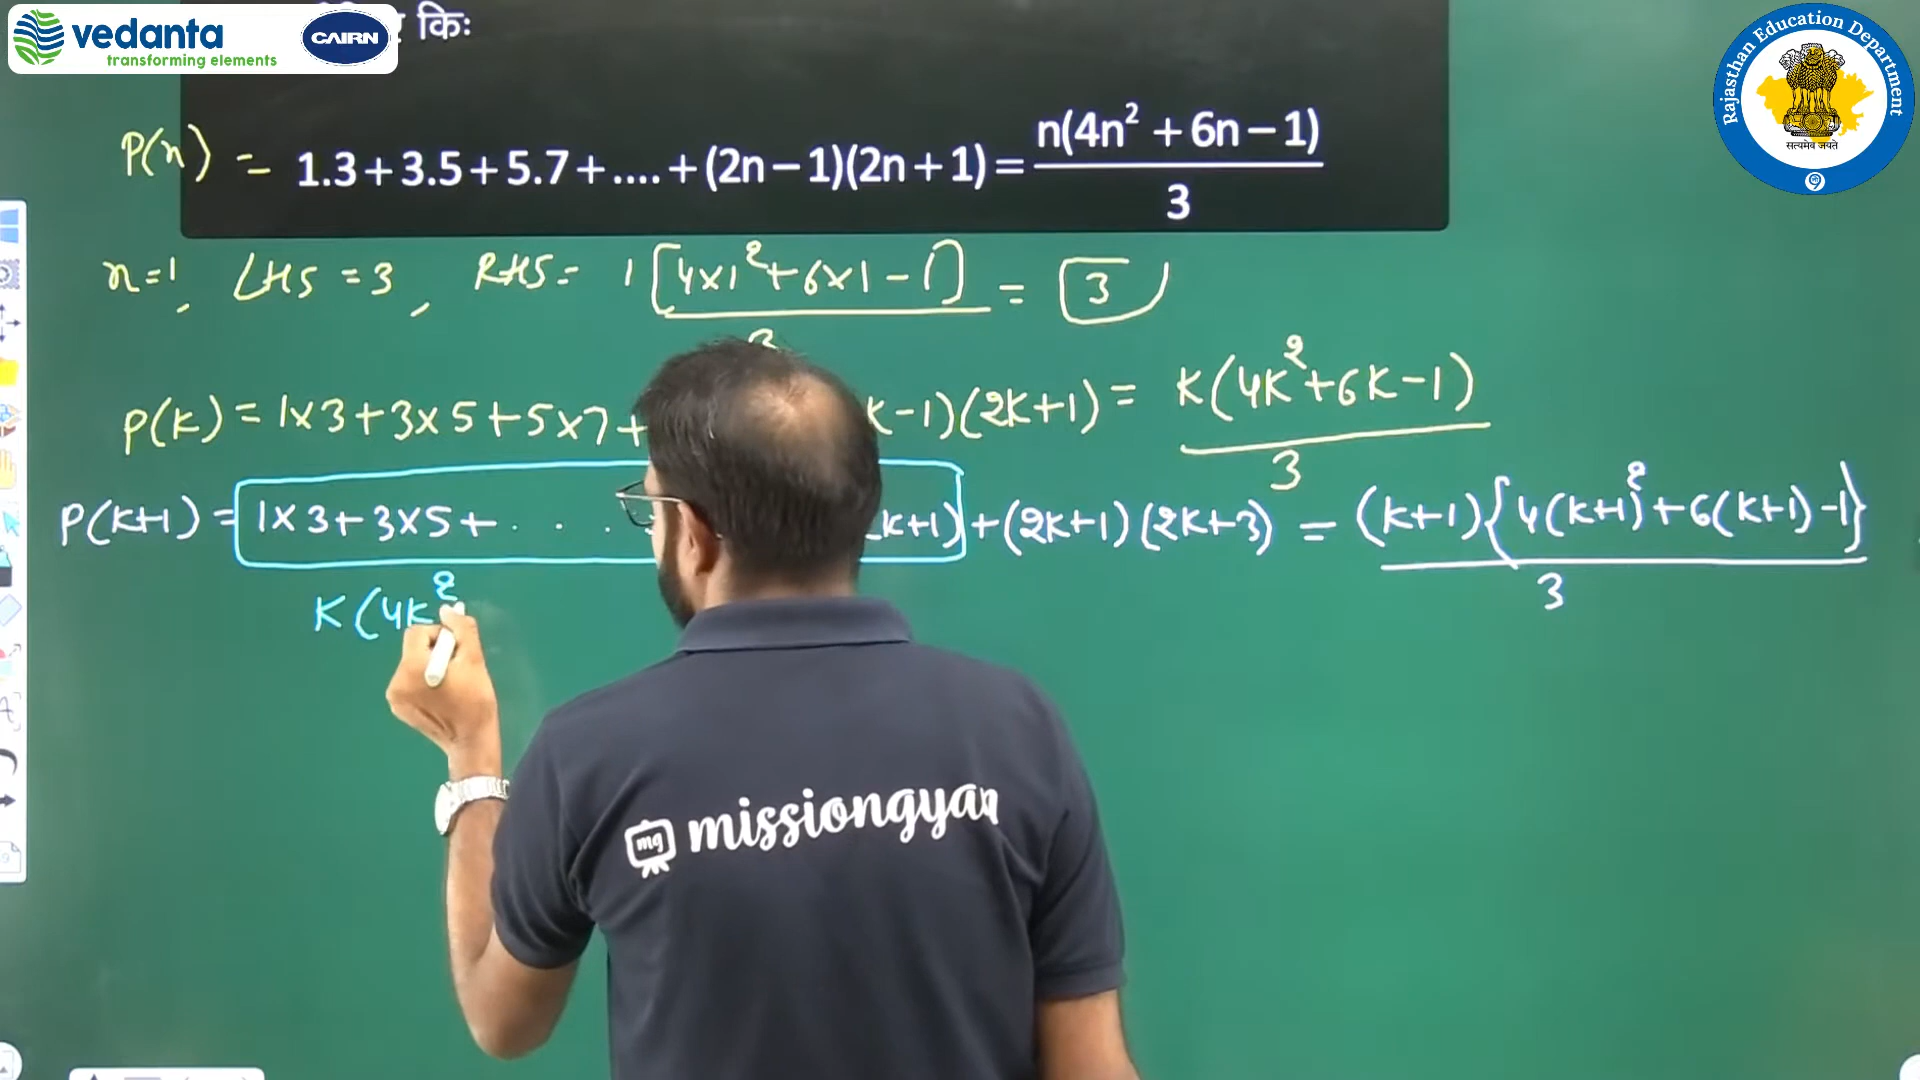 vedanta
transforming elements
CAIRN
कि:
Rajasthan Education Department
सत्यमेव जयते
P(n) = 1.3+3.5+5.7+....+(2n−1)(2n+1)= n(4n² +6n−1) / 3
n=1, LHS = 3, RHS = 1[4×1²+6×1−1] / 3 = 3
P(K) = 1×3+3×5+5×7+ K−1)(2K+1) = K(4K²+6K−1) / 3
P(K+1) = 1×3+3×5+ . . . K+1)+(2K+1)(2K+3) = (K+1){4(K+1)²+6(K+1)−1} / 3
K(4K²
mg missiongyan